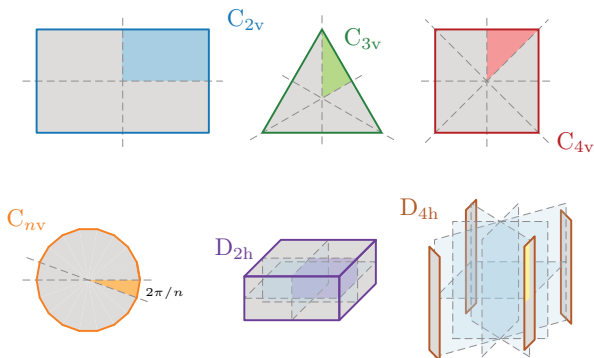 C₂ᵥ
C₃ᵥ
C₄ᵥ
Cₙᵥ
2π/n
D₂ₕ
D₄ₕ